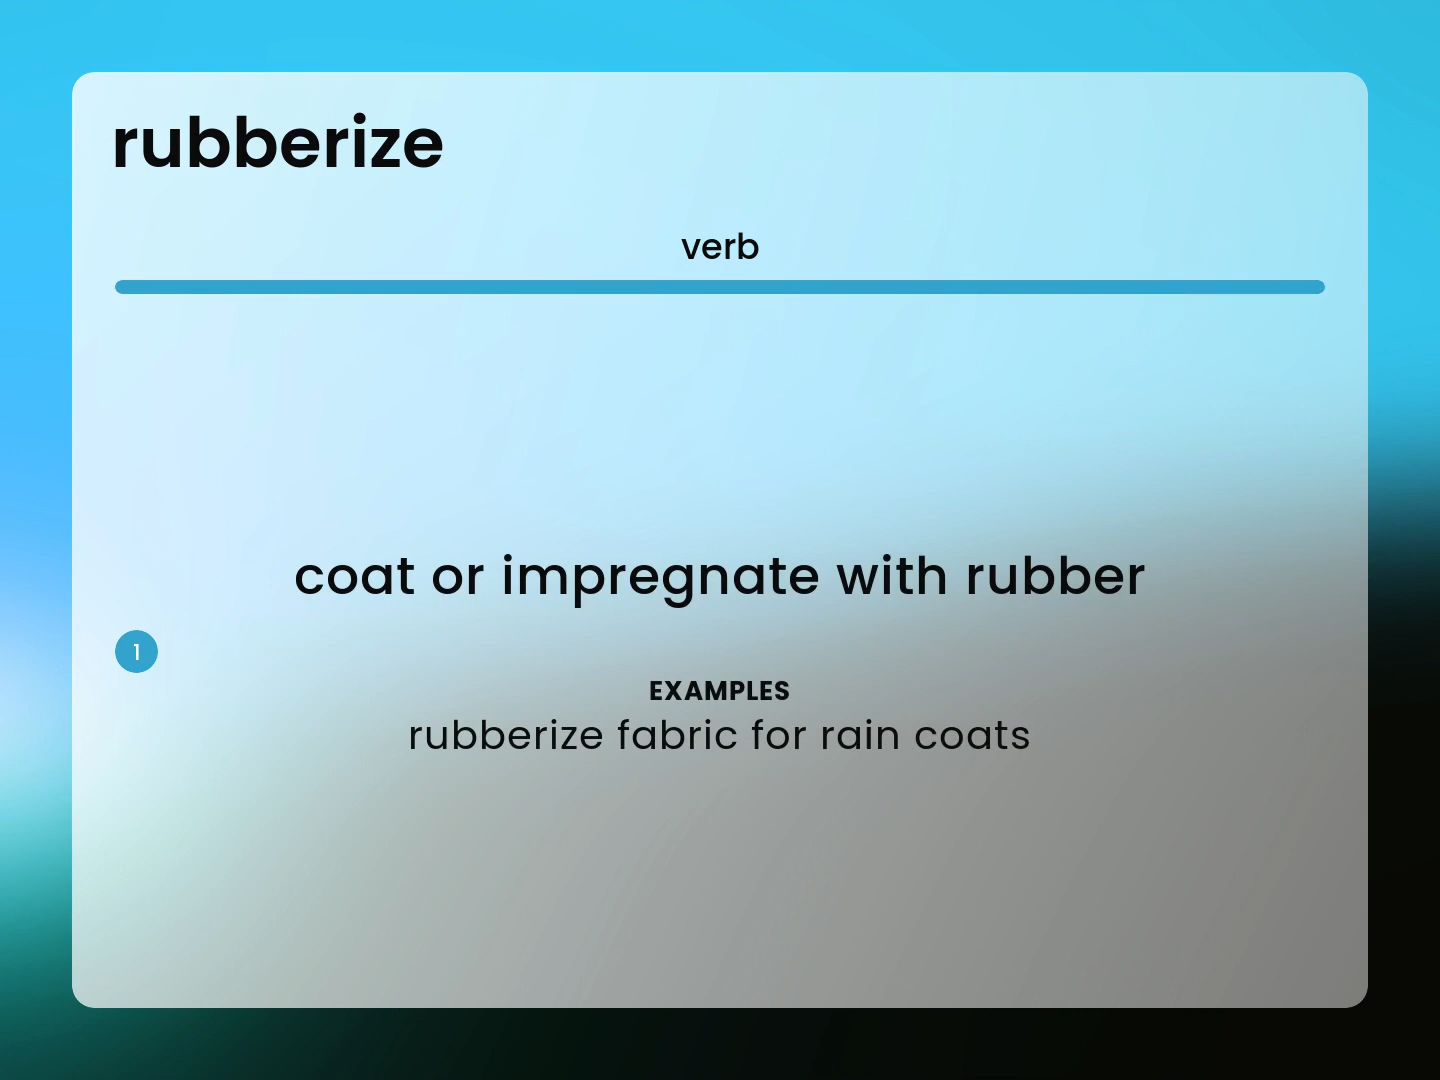 rubberize
verb
coat or impregnate with rubber
1
EXAMPLES
rubberize fabric for rain coats